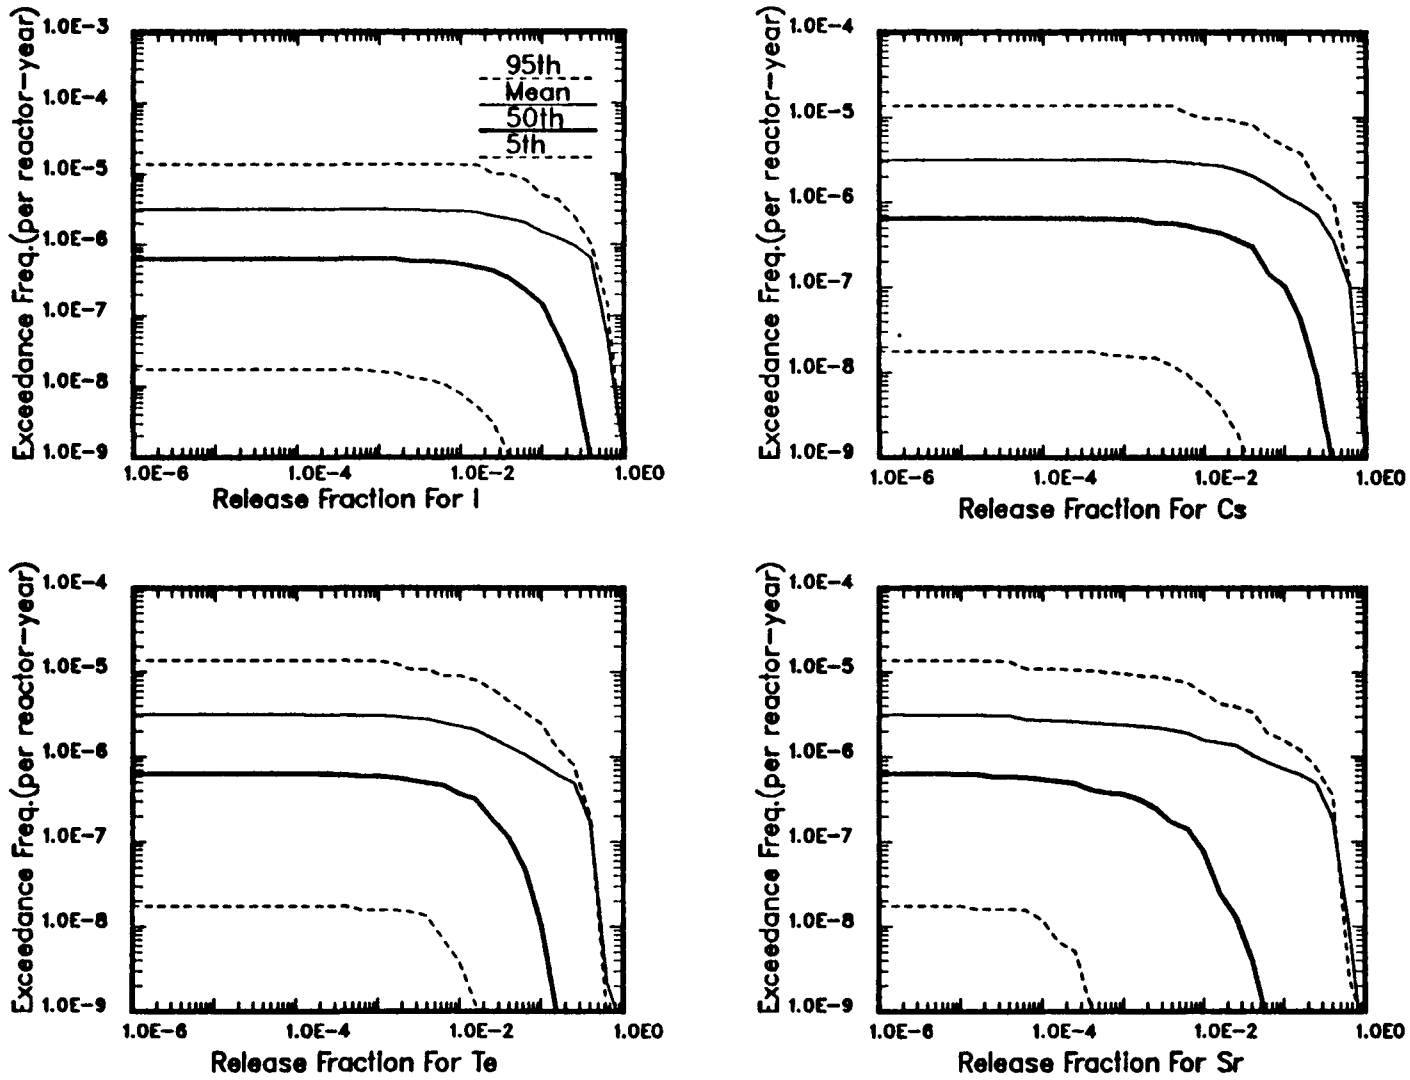 Exceedance Freq.(per reactor-year)
1.0E-3
1.0E-4
1.0E-5
1.0E-6
1.0E-7
1.0E-8
1.0E-9
95th
Mean
50th
5th
1.0E-6 1.0E-4 1.0E-2 1.0E0
Release Fraction For I
Exceedance Freq.(per reactor-year)
1.0E-4
1.0E-5
1.0E-6
1.0E-7
1.0E-8
1.0E-9
1.0E-6 1.0E-4 1.0E-2 1.0E0
Release Fraction For Cs
Exceedance Freq.(per reactor-year)
1.0E-4
1.0E-5
1.0E-6
1.0E-7
1.0E-8
1.0E-9
1.0E-6 1.0E-4 1.0E-2 1.0E0
Release Fraction For Te
Exceedance Freq.(per reactor-year)
1.0E-4
1.0E-5
1.0E-6
1.0E-7
1.0E-8
1.0E-9
1.0E-6 1.0E-4 1.0E-2 1.0E0
Release Fraction For Sr